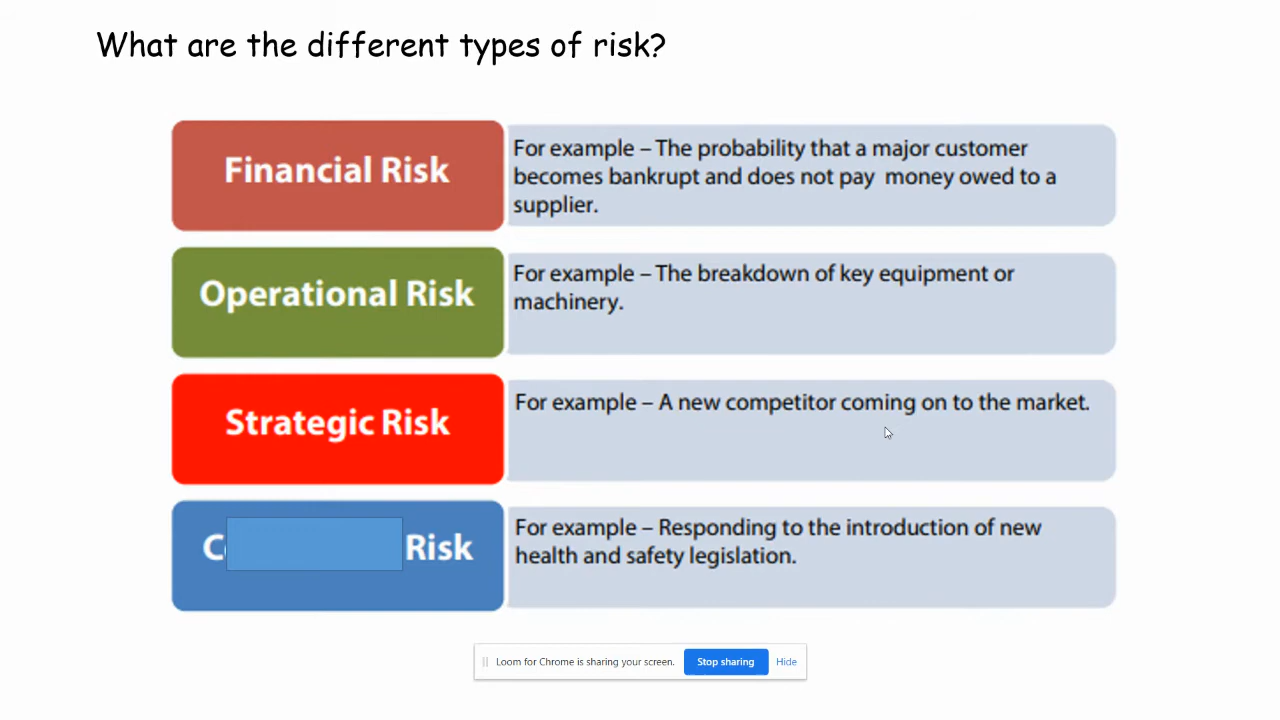 What are the different types of risk?
Financial Risk
For example – The probability that a major customer
becomes bankrupt and does not pay money owed to a
supplier.
Operational Risk
For example – The breakdown of key equipment or
machinery.
Strategic Risk
For example – A new competitor coming on to the market.
Risk
For example – Responding to the introduction of new
health and safety legislation.
Loom for Chrome is sharing your screen. Stop sharing Hide